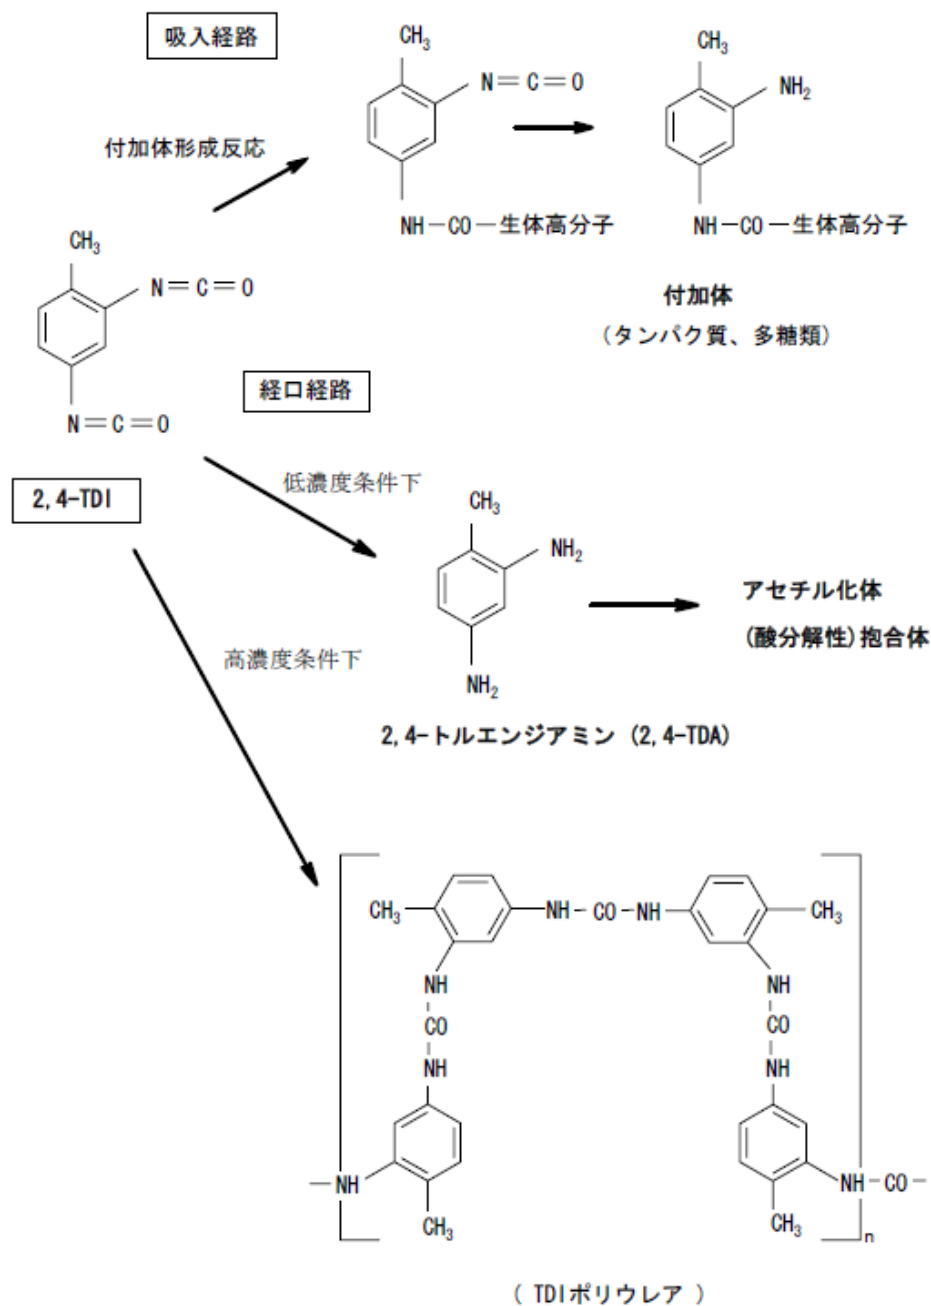 吸入経路
CH3
N=C=O
CH3
NH2
付加体形成反応
NH-CO-生体高分子
NH-CO-生体高分子
CH3
N=C=O
付加体
(タンパク質、多糖類)
経口経路
N=C=O
2,4-TDI
低濃度条件下
CH3
NH2
アセチル化体
(酸分解性)抱合体
高濃度条件下
NH2
2,4-トルエンジアミン (2,4-TDA)
CH3
NH-CO-NH
CH3
NH
NH
CO
CO
NH
NH
-NH
NH-CO-
CH3
CH3
n
( TDIポリウレア )